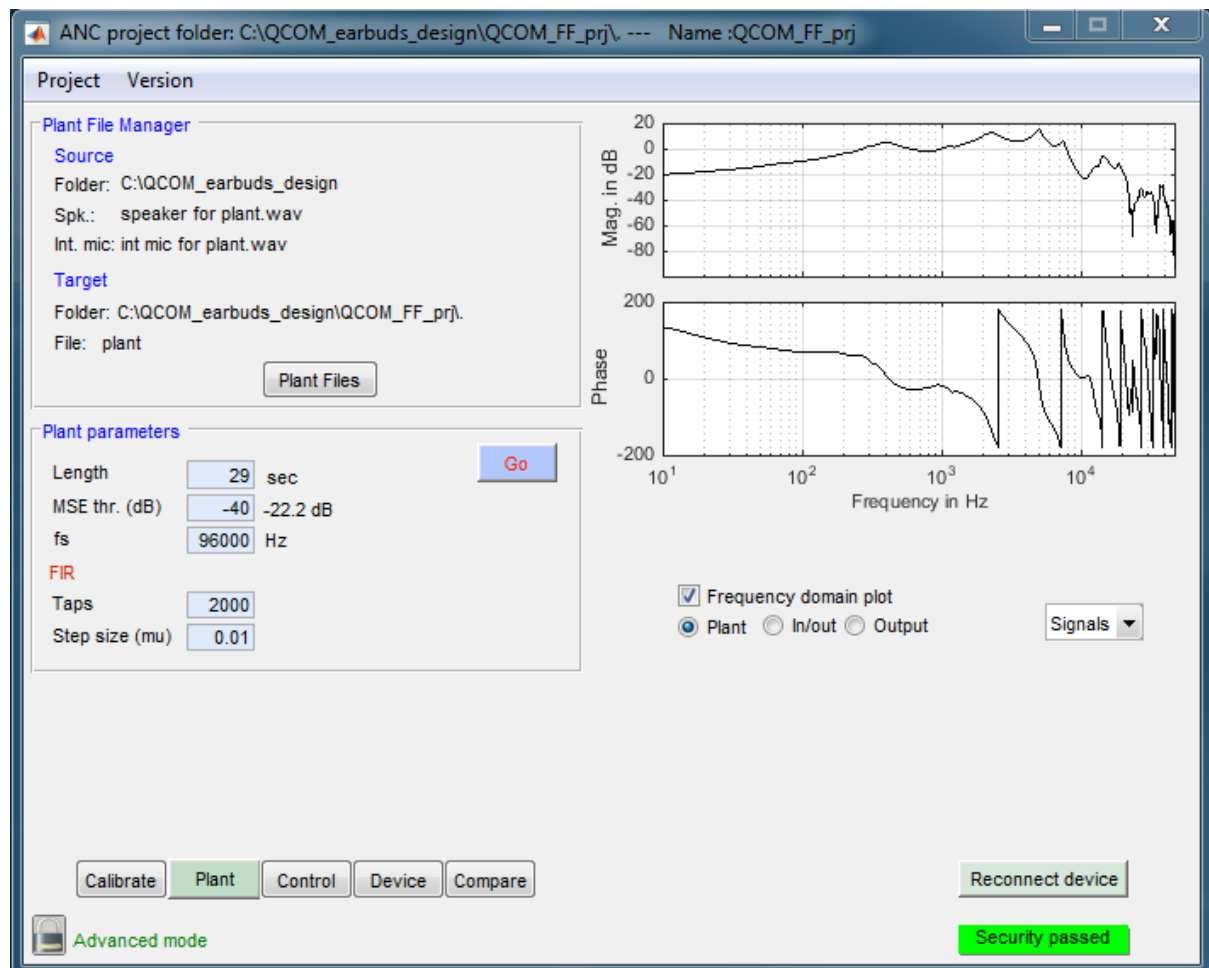 ANC project folder: C:\QCOM_earbuds_design\QCOM_FF_prj\. --- Name :QCOM_FF_prj
Project Version
Plant File Manager
Source
Folder: C:\QCOM_earbuds_design
Spk.: speaker for plant.wav
Int. mic: int mic for plant.wav
Target
Folder: C:\QCOM_earbuds_design\QCOM_FF_prj\.
File: plant
Plant Files
Plant parameters
Go
Length 29 sec
MSE thr. (dB) -40 -22.2 dB
fs 96000 Hz
FIR
Taps 2000
Step size (mu) 0.01
Mag. in dB
20
0
-20
-40
-60
-80
Phase
200
0
-200
10^1 10^2 10^3 10^4
Frequency in Hz
Frequency domain plot
Plant In/out Output
Signals
Calibrate Plant Control Device Compare
Reconnect device
Advanced mode
Security passed